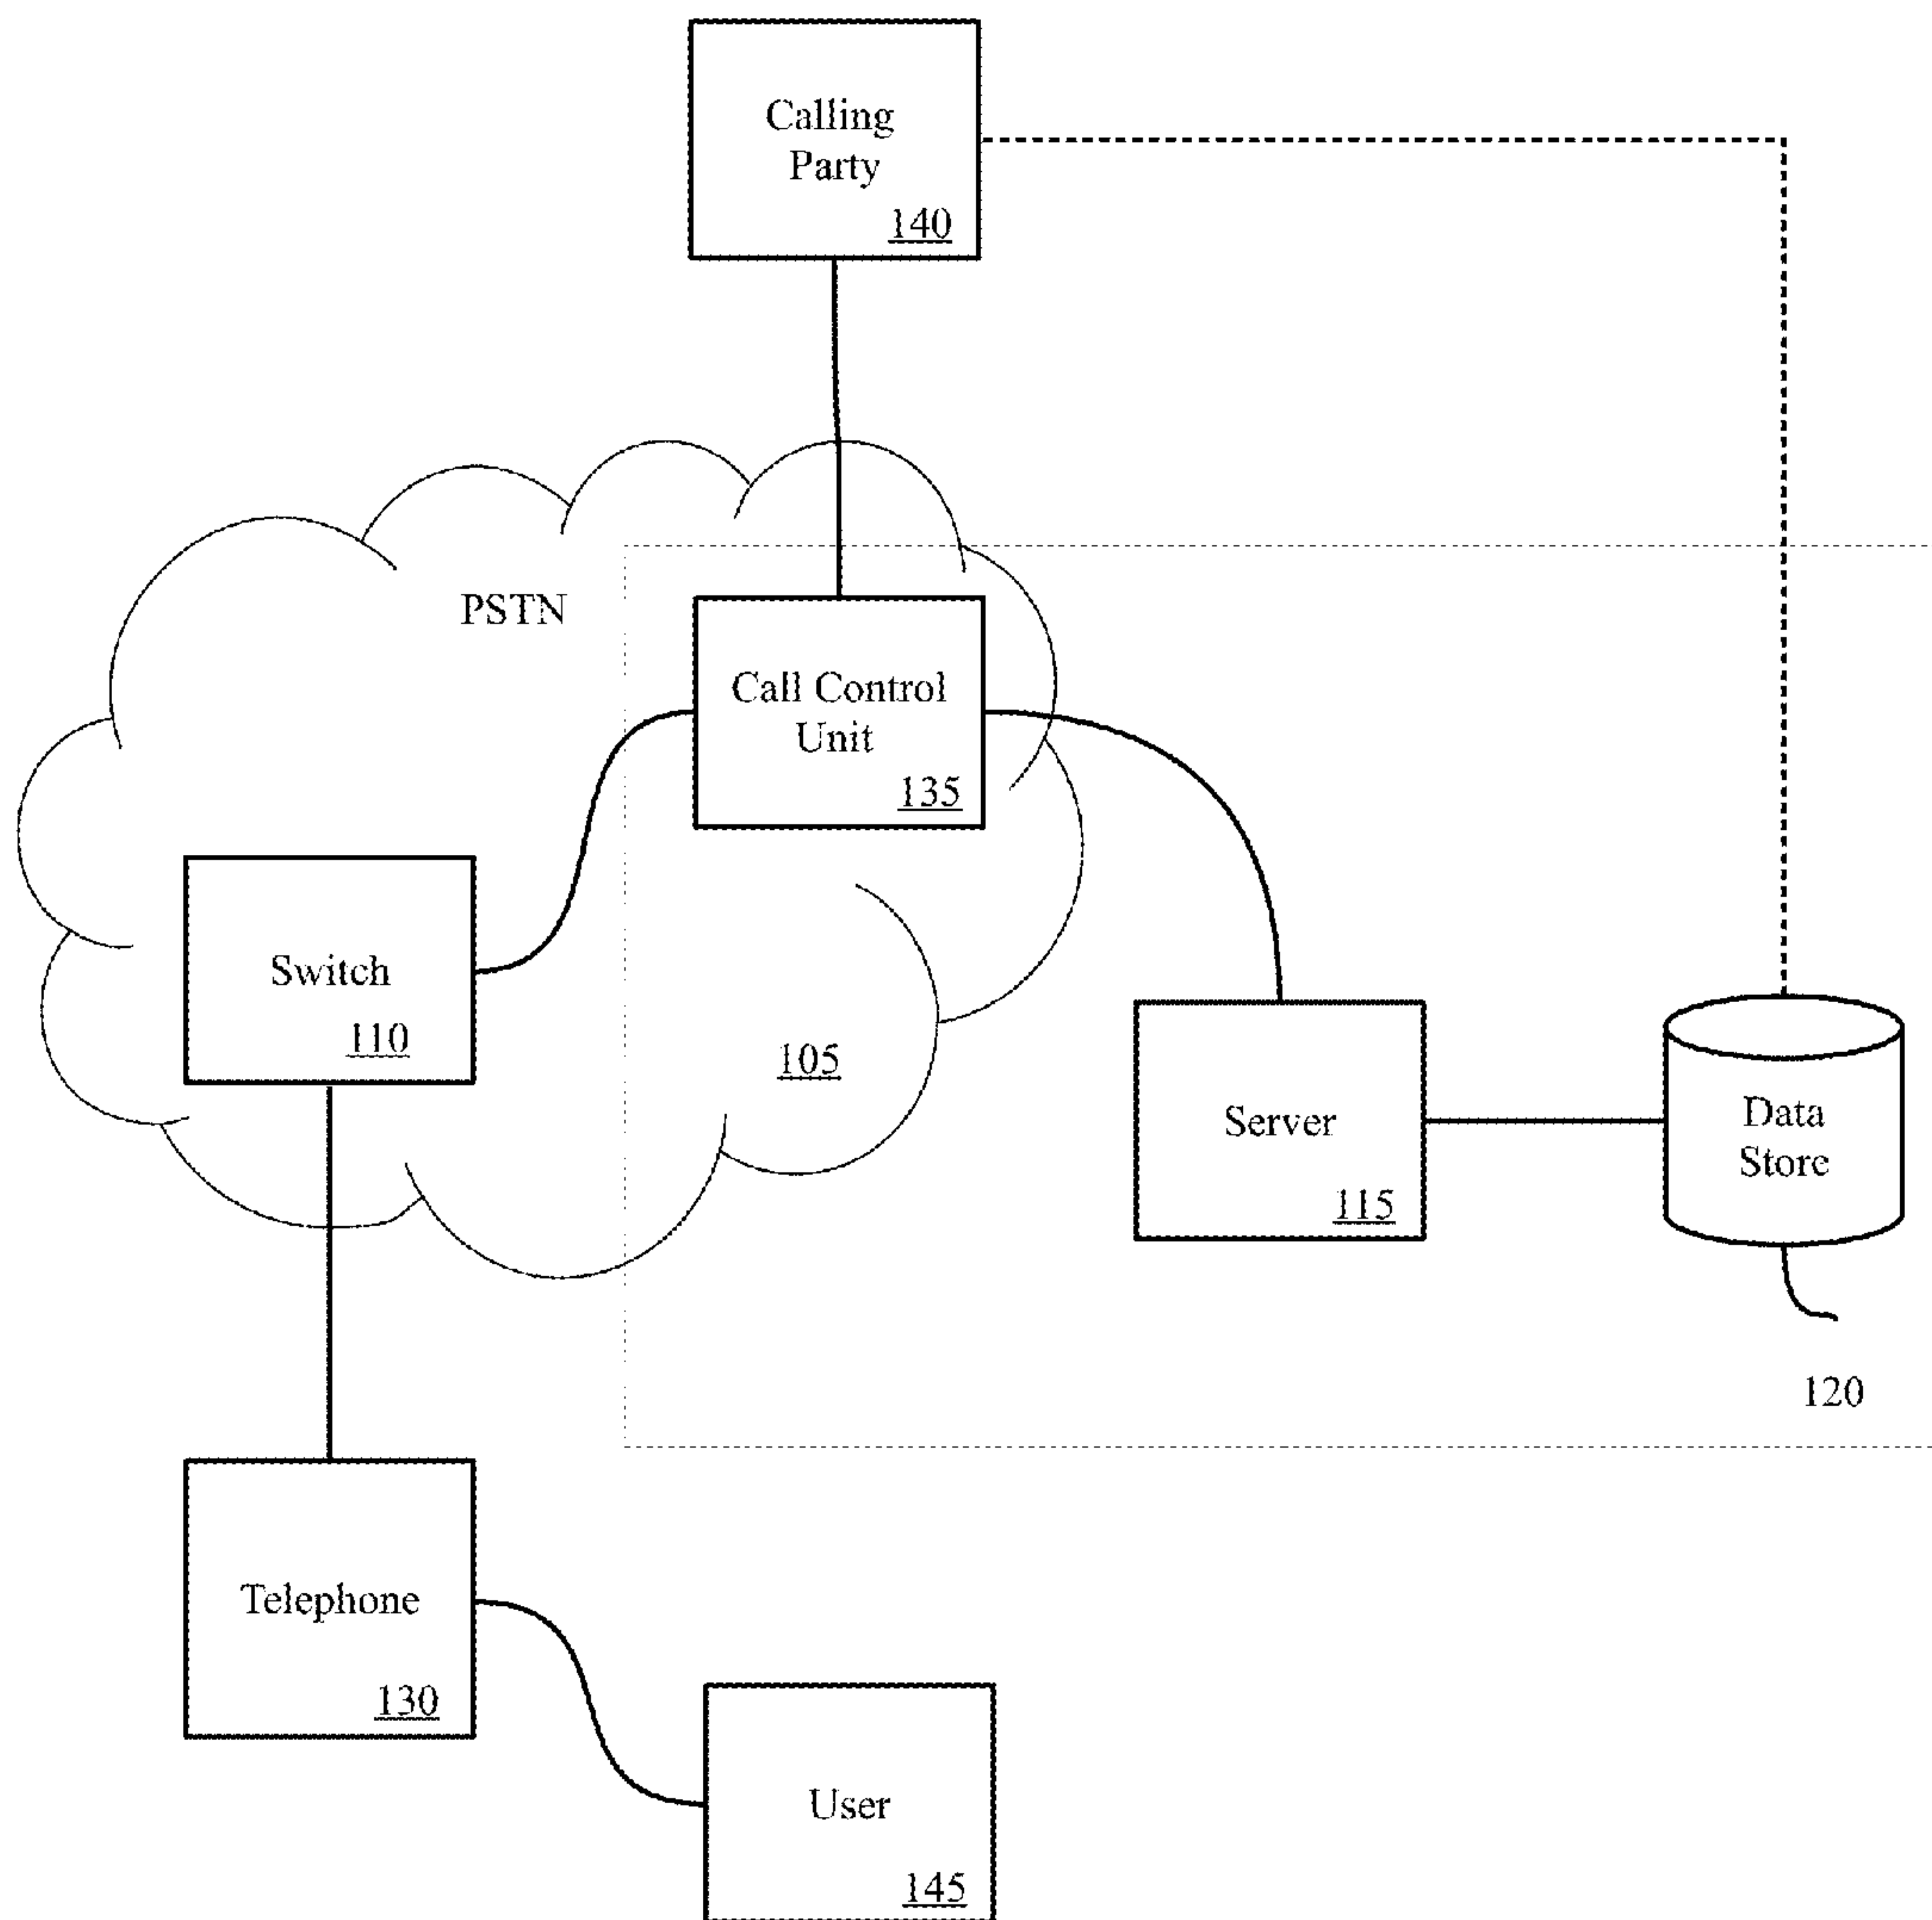 Calling
Party
140
PSTN
Call Control
Unit
135
Switch
110
105
Server
115
Data
Store
120
Telephone
130
User
145